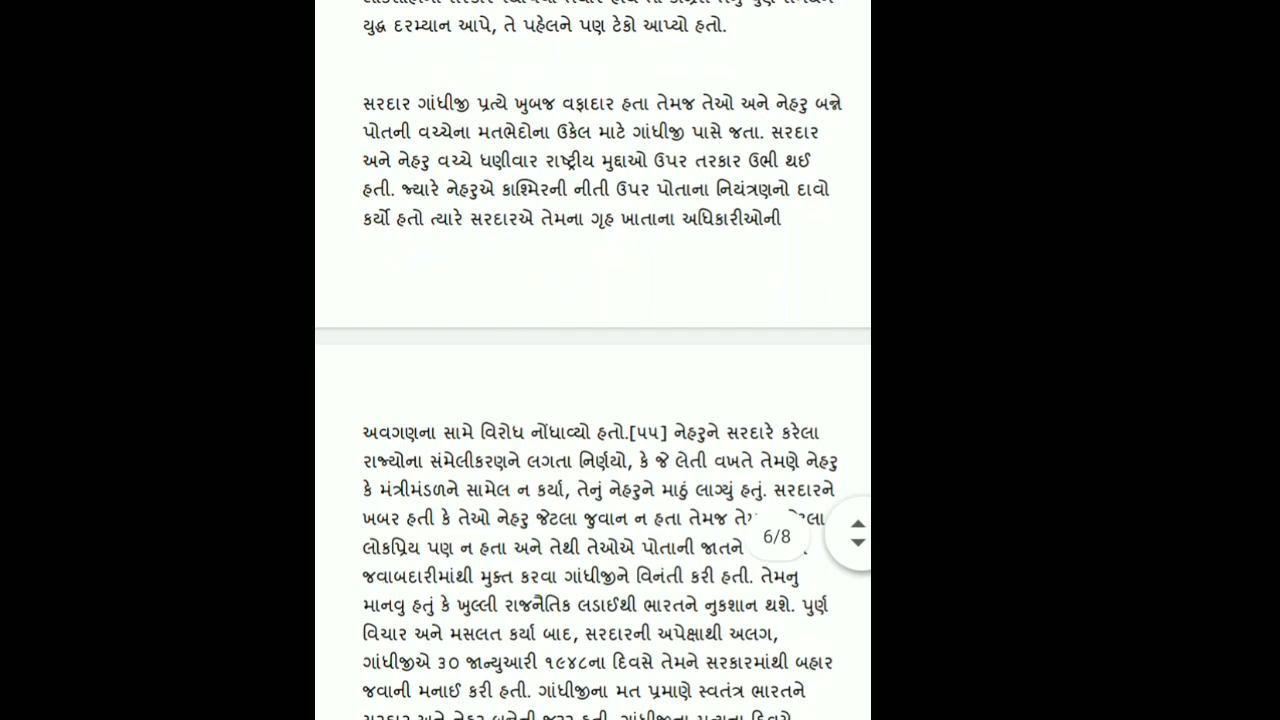 યુદ્ધ દરમ્યાન આપે, તે પહેલને પણ ટેકો આપ્યો હતો.
સરદાર ગાંધીજી પ્રત્યે ખુબજ વફાદાર હતા તેમજ તેઓ અને નેહરુ બન્ને
પોતની વચ્ચેના મતભેદોના ઉકેલ માટે ગાંધીજી પાસે જતા. સરદાર
અને નેહરુ વચ્ચે ધણીવાર રાષ્ટ્રીય મુદ્દાઓ ઉપર તરકાર ઉભી થઈ
હતી. જ્યારે નેહરુએ કાશ્મિરની નીતી ઉપર પોતાના નિયંત્રણનો દાવો
કર્યો હતો ત્યારે સરદારએ તેમના ગૃહ ખાતાના અધિકારીઓની
અવગણના સામે વિરોધ નોંધાવ્યો હતો.[૫૫] નેહરુને સરદારે કરેલા
રાજ્યોના સંમેલીકરણને લગતા નિર્ણયો, કે જે લેતી વખતે તેમણે નેહરુ
કે મંત્રીમંડળને સામેલ ન કર્યા, તેનું નેહરુને માઠું લાગ્યું હતું. સરદારને
ખબર હતી કે તેઓ નેહરુ જેટલા જુવાન ન હતા તેમજ
લોકપ્રિય પણ ન હતા અને તેથી તેઓએ પોતાની જાતને
6/8
જવાબદારીમાંથી મુક્ત કરવા ગાંધીજીને વિનંતી કરી હતી. તેમનુ
માનવુ હતું કે ખુલ્લી રાજનૈતિક લડાઈથી ભારતને નુકશાન થશે. પુર્ણ
વિચાર અને મસલત કર્યા બાદ, સરદારની અપેક્ષાથી અલગ,
ગાંધીજીએ ૩૦ જાન્યુઆરી ૧૯૪૮ના દિવસે તેમને સરકારમાંથી બહાર
જવાની મનાઈ કરી હતી. ગાંધીજીના મત પ્રમાણે સ્વતંત્ર ભારતને